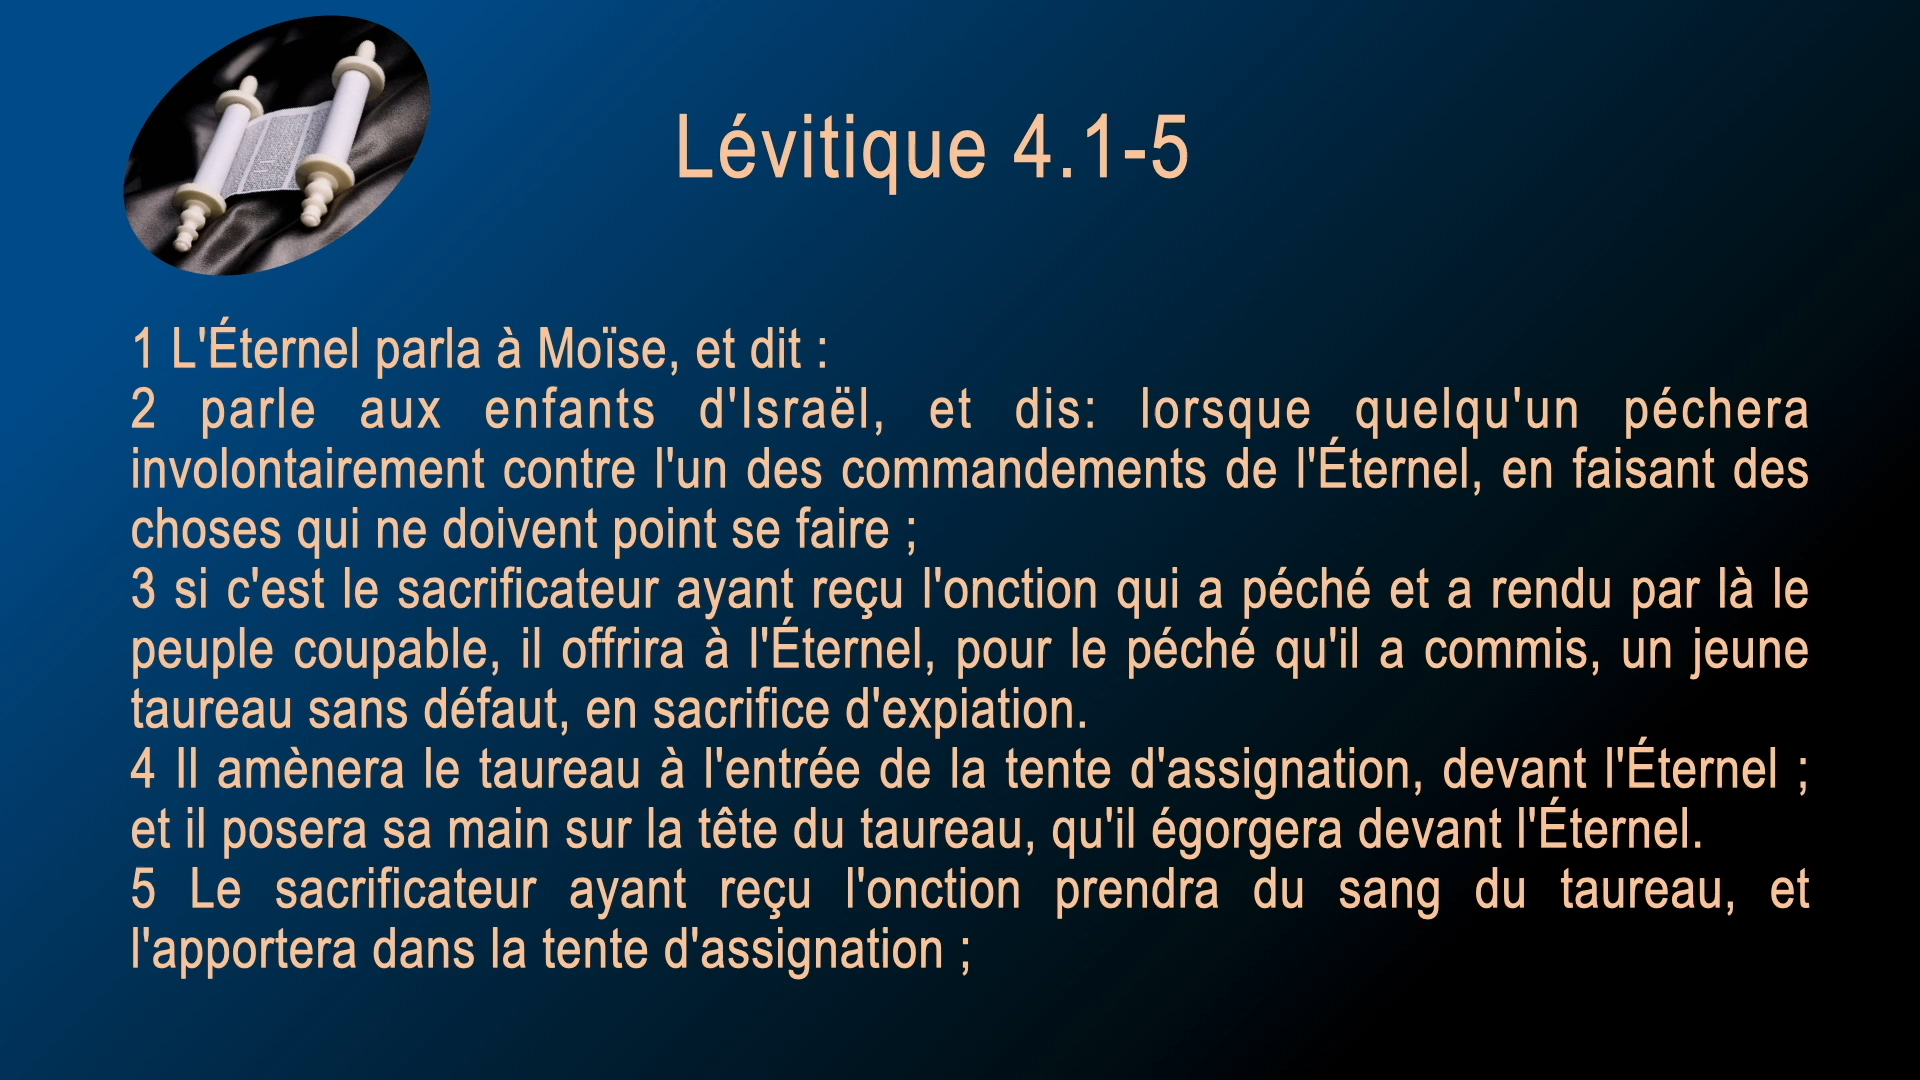 Lévitique 4.1-5
1 L'Éternel parla à Moïse, et dit :
2 parle aux enfants d'Israël, et dis: lorsque quelqu'un péchera
involontairement contre l'un des commandements de l'Éternel, en faisant des
choses qui ne doivent point se faire ;
3 si c'est le sacrificateur ayant reçu l'onction qui a péché et a rendu par là le
peuple coupable, il offrira à l'Éternel, pour le péché qu'il a commis, un jeune
taureau sans défaut, en sacrifice d'expiation.
4 Il amènera le taureau à l'entrée de la tente d'assignation, devant l'Éternel ;
et il posera sa main sur la tête du taureau, qu'il égorgera devant l'Éternel.
5 Le sacrificateur ayant reçu l'onction prendra du sang du taureau, et
l'apportera dans la tente d'assignation ;